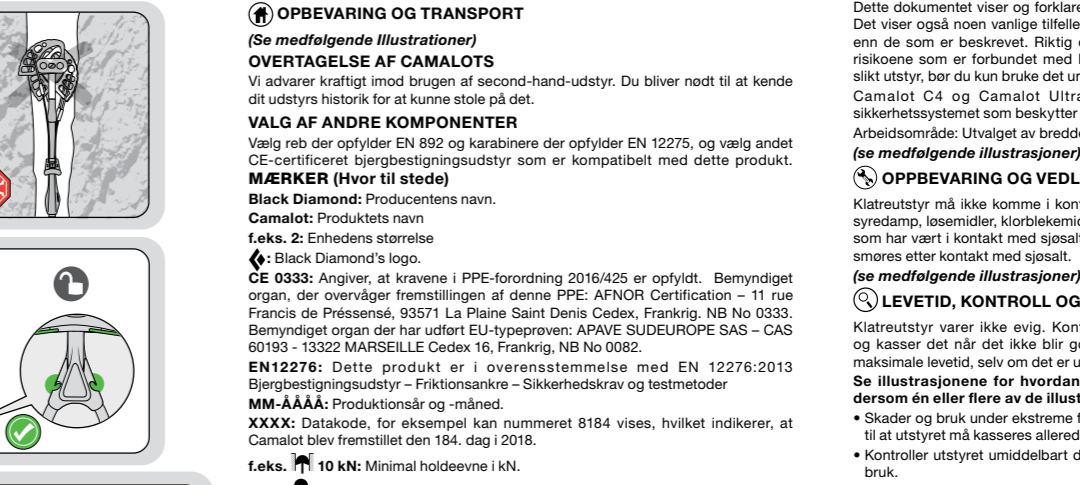 OPBEVARING OG TRANSPORT
(Se medfølgende Illustrationer)
OVERTAGELSE AF CAMALOTS
Vi advarer kraftigt imod brugen af second-hand-udstyr. Du bliver nødt til at kende
dit udstyrs historik for at kunne stole på det.
VALG AF ANDRE KOMPONENTER
Vælg reb der opfylder EN 892 og karabinere der opfylder EN 12275, og vælg andet
CE-certificeret bjergbestigningsudstyr som er kompatibelt med dette produkt.
MÆRKER (Hvor til stede)
Black Diamond: Producentens navn.
Camalot: Produktets navn
f.eks. 2: Enhedens størrelse
: Black Diamond's logo.
CE 0333: Angiver, at kravene i PPE-forordning 2016/425 er opfyldt. Bemyndiget
organ, der overvåger fremstillingen af denne PPE: AFNOR Certification – 11 rue
Francis de Préssensé, 93571 La Plaine Saint Denis Cedex, Frankrig. NB No 0333.
Bemyndiget organ der har udført EU-typeprøven: APAVE SUDEUROPE SAS – CAS
60193 - 13322 MARSEILLE Cedex 16, Frankrig, NB No 0082.
EN12276: Dette produkt er i overensstemmelse med EN 12276:2013
Bjergbestigningsudstyr – Friktionsankre – Sikkerhedskrav og testmetoder
MM-ÅÅÅÅ: Produktionsår og -måned.
XXXX: Datakode, for eksempel kan nummeret 8184 vises, hvilket indikerer, at
Camalot blev fremstillet den 184. dag i 2018.
f.eks. 10 kN: Minimal holdeevne i kN.
Dette dokumentet viser og forklare
Det viser også noen vanlige tilfelle
enn de som er beskrevet. Riktig
risikoene som er forbundet med
slikt utstyr, bør du kun bruke det
Camalot C4 og Camalot Ultra
sikkerhetssystemet som beskytter
Arbeidsområde: Utvalget av bredde
(se medfølgende illustrasjoner)
OPPBEVARING OG VEDL
Klatreutstyr må ikke komme i kont
syredamp, løsemidler, klorblekemid
som har vært i kontakt med sjøsalt
smøres etter kontakt med sjøsalt.
(se medfølgende illustrasjoner)
LEVETID, KONTROLL OG
Klatreutstyr varer ikke evig. Kont
og kasser det når det ikke blir go
maksimale levetid, selv om det er u
Se illustrasjonene for hvordan
dersom én eller flere av de illust
• Skader og bruk under ekstreme f
til at utstyret må kasseres allered
• Kontroller utstyret umiddelbart d
bruk.